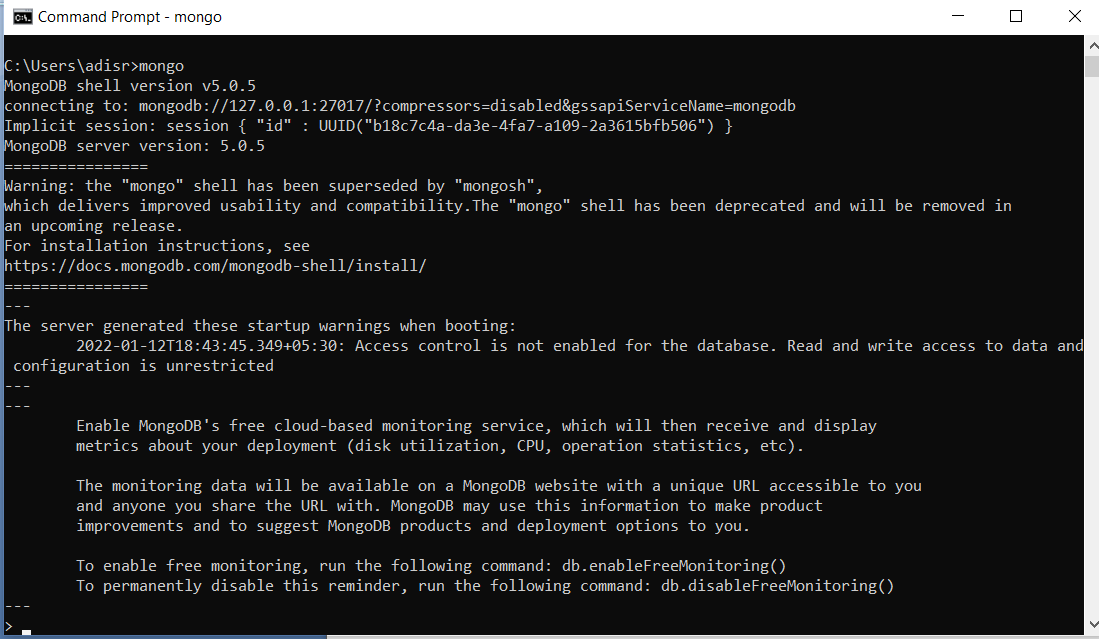 Command Prompt - mongo
C:\Users\adisr>mongo
MongoDB shell version v5.0.5
connecting to: mongodb://127.0.0.1:27017/?compressors=disabled&gssapiServiceName=mongodb
Implicit session: session { "id" : UUID("b18c7c4a-da3e-4fa7-a109-2a3615bfb506") }
MongoDB server version: 5.0.5
================
Warning: the "mongo" shell has been superseded by "mongosh",
which delivers improved usability and compatibility.The "mongo" shell has been deprecated and will be removed in
an upcoming release.
For installation instructions, see
https://docs.mongodb.com/mongodb-shell/install/
================
---
The server generated these startup warnings when booting:
        2022-01-12T18:43:45.349+05:30: Access control is not enabled for the database. Read and write access to data and
 configuration is unrestricted
---
---
        Enable MongoDB's free cloud-based monitoring service, which will then receive and display
        metrics about your deployment (disk utilization, CPU, operation statistics, etc).

        The monitoring data will be available on a MongoDB website with a unique URL accessible to you
        and anyone you share the URL with. MongoDB may use this information to make product
        improvements and to suggest MongoDB products and deployment options to you.

        To enable free monitoring, run the following command: db.enableFreeMonitoring()
        To permanently disable this reminder, run the following command: db.disableFreeMonitoring()
---
>